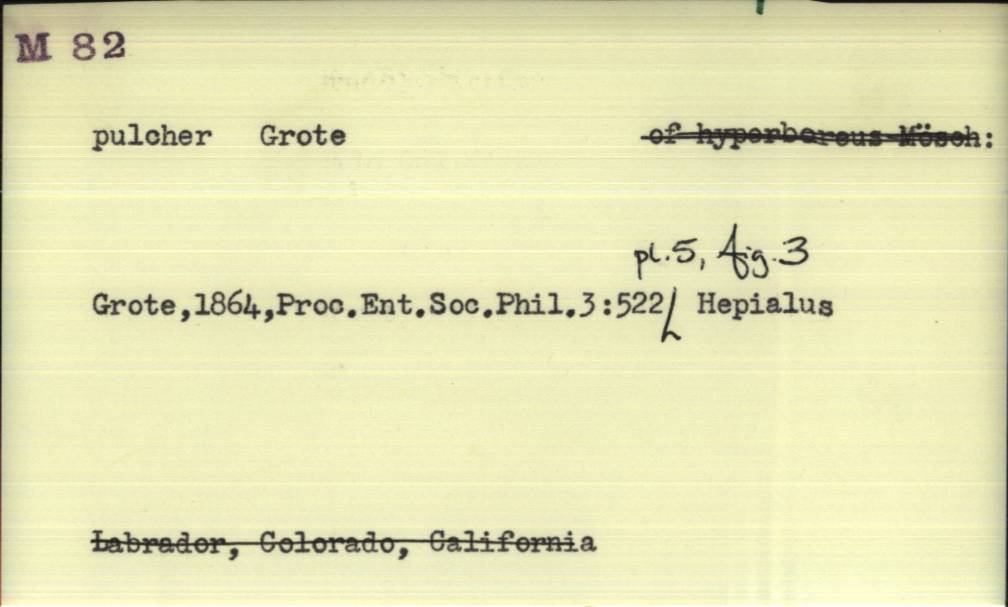 M 82
pulcher Grote of hyperboreus Mösch:
pl.5, fig.3
Grote,1864,Proc.Ent.Soc.Phil.3:522 Hepialus
Labrador, Colorado, California